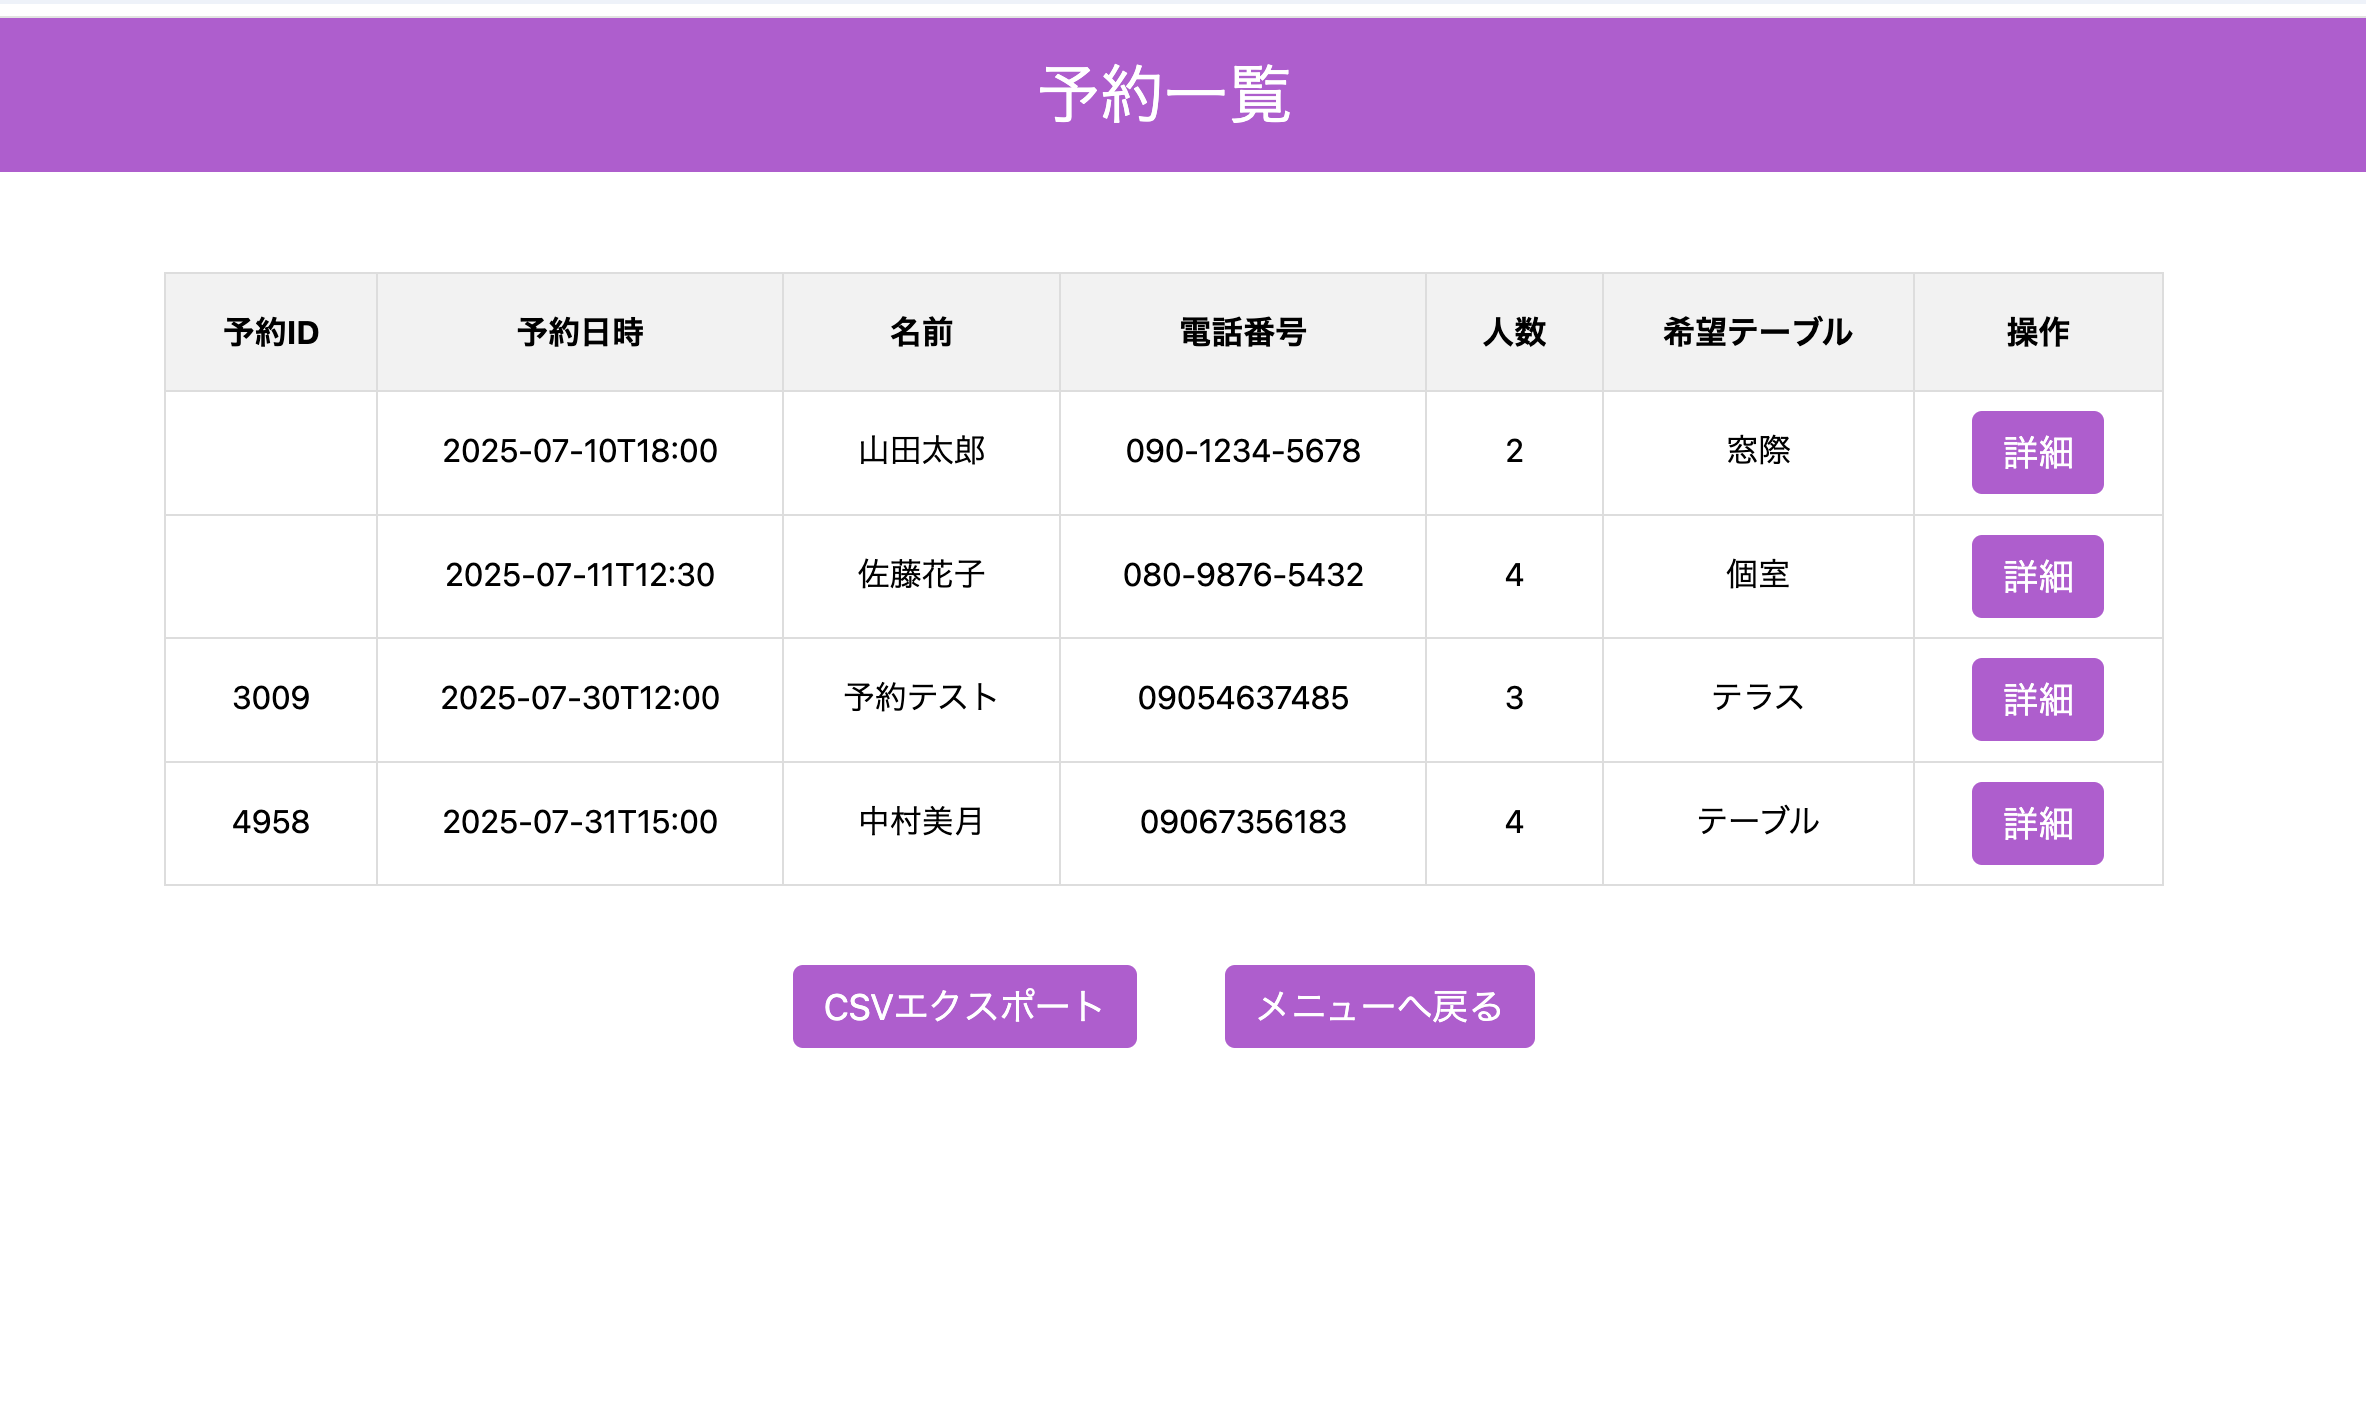 予約一覧
予約ID 予約日時 名前 電話番号 人数 希望テーブル 操作
2025-07-10T18:00 山田太郎 090-1234-5678 2 窓際 詳細
2025-07-11T12:30 佐藤花子 080-9876-5432 4 個室 詳細
3009 2025-07-30T12:00 予約テスト 09054637485 3 テラス 詳細
4958 2025-07-31T15:00 中村美月 09067356183 4 テーブル 詳細
CSVエクスポート メニューへ戻る